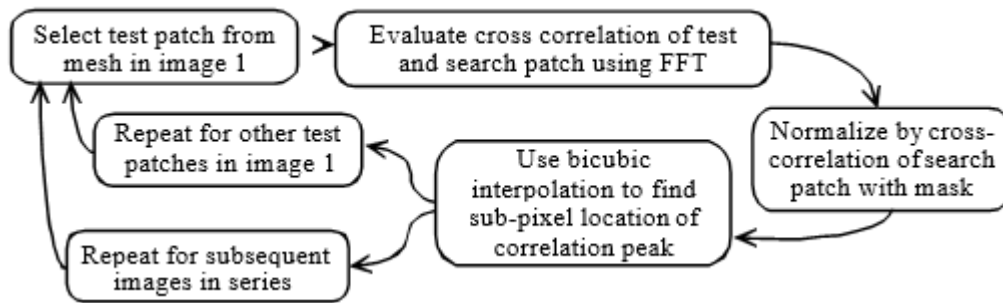 Select test patch from
mesh in image 1
Evaluate cross correlation of test
and search patch using FFT
Normalize by cross-
correlation of search
patch with mask
Use bicubic
interpolation to find
sub-pixel location of
correlation peak
Repeat for other test
patches in image 1
Repeat for subsequent
images in series